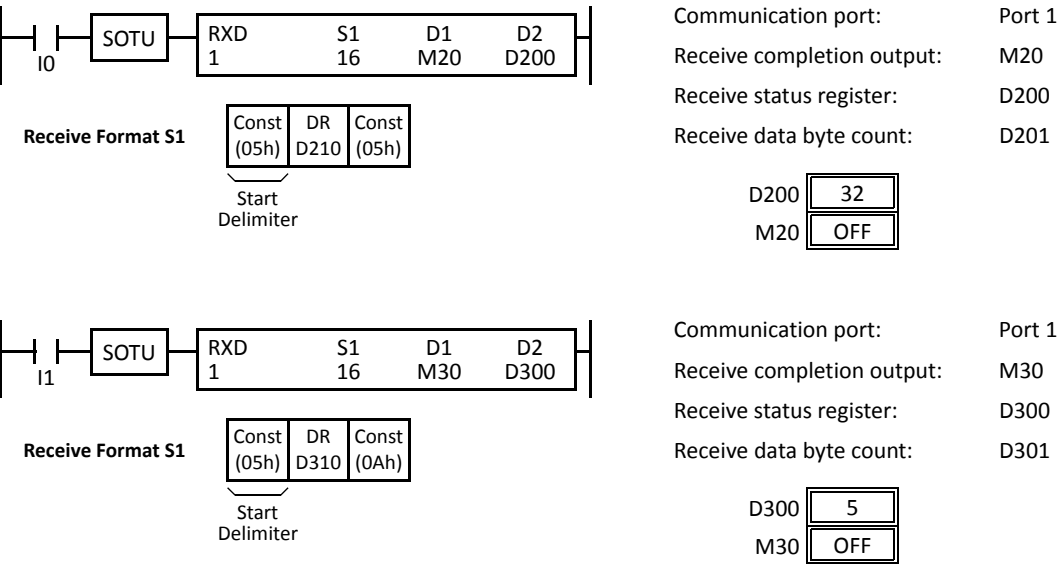 SOTU
RXD S1 D1 D2
1 16 M20 D200
I0
Receive Format S1
Const (05h) DR D210 Const (05h)
Start Delimiter
Communication port: Port 1
Receive completion output: M20
Receive status register: D200
Receive data byte count: D201
D200 32
M20 OFF
SOTU
RXD S1 D1 D2
1 16 M30 D300
I1
Receive Format S1
Const (05h) DR D310 Const (0Ah)
Start Delimiter
Communication port: Port 1
Receive completion output: M30
Receive status register: D300
Receive data byte count: D301
D300 5
M30 OFF